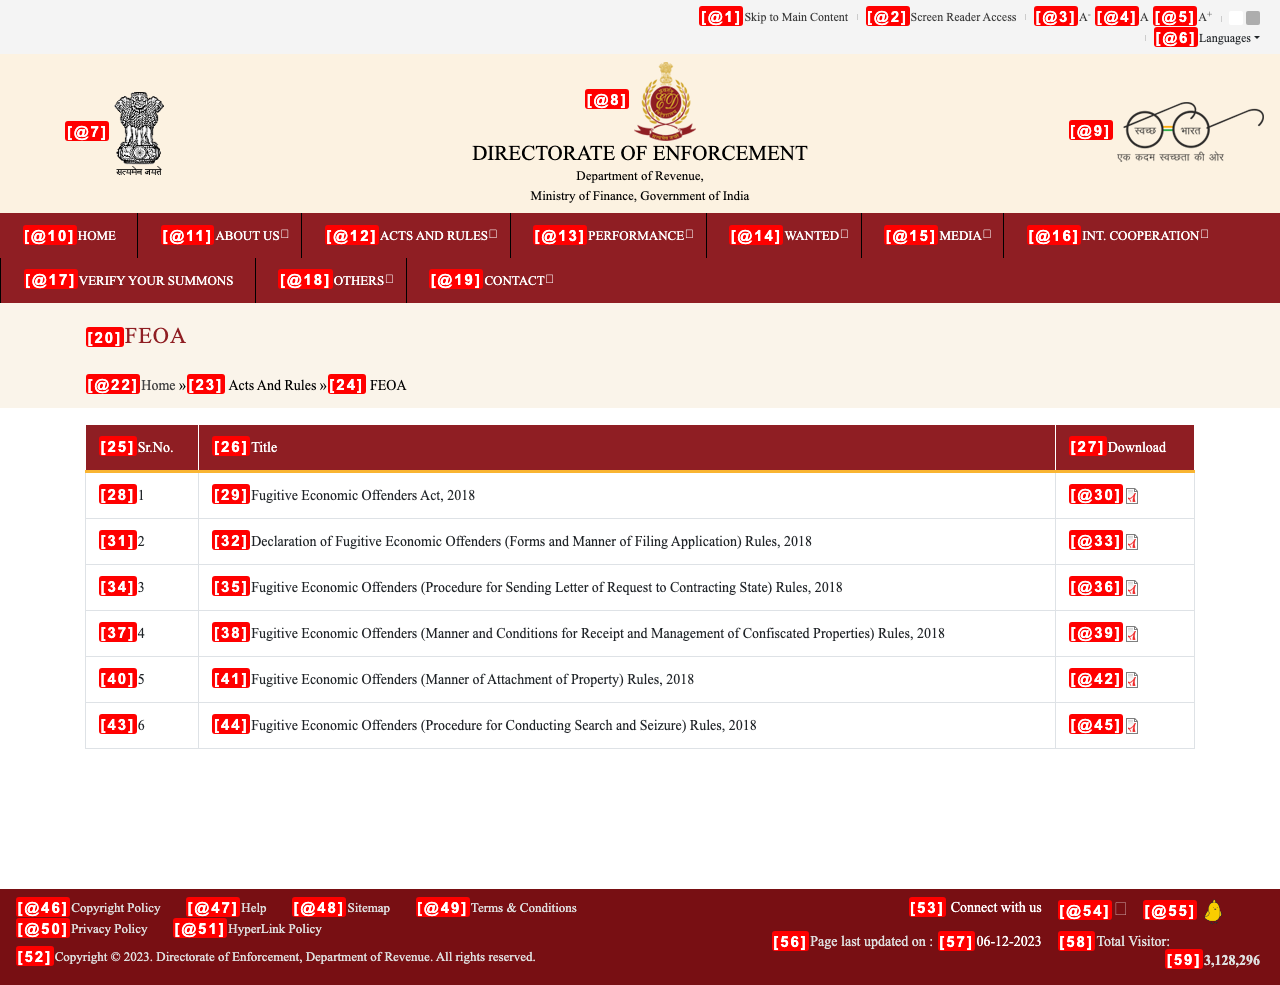 [@1] Skip to Main Content [@2] Screen Reader Access [@3] A- [@4] A [@5] A+
[@6] Languages
[@7] सत्यमेव जयते
[@8]
DIRECTORATE OF ENFORCEMENT
Department of Revenue,
Ministry of Finance, Government of India
[@9] स्वच्छ भारत
एक कदम स्वच्छता की ओर
[@10] HOME [@11] ABOUT US [@12] ACTS AND RULES [@13] PERFORMANCE [@14] WANTED [@15] MEDIA [@16] INT. COOPERATION
[@17] VERIFY YOUR SUMMONS [@18] OTHERS [@19] CONTACT
[20] FEOA
[@22] Home » [23] Acts And Rules » [24] FEOA
[25] Sr.No. [26] Title [27] Download
[28] 1 [29] Fugitive Economic Offenders Act, 2018 [@30]
[31] 2 [32] Declaration of Fugitive Economic Offenders (Forms and Manner of Filing Application) Rules, 2018 [@33]
[34] 3 [35] Fugitive Economic Offenders (Procedure for Sending Letter of Request to Contracting State) Rules, 2018 [@36]
[37] 4 [38] Fugitive Economic Offenders (Manner and Conditions for Receipt and Management of Confiscated Properties) Rules, 2018 [@39]
[40] 5 [41] Fugitive Economic Offenders (Manner of Attachment of Property) Rules, 2018 [@42]
[43] 6 [44] Fugitive Economic Offenders (Procedure for Conducting Search and Seizure) Rules, 2018 [@45]
[@46] Copyright Policy [@47] Help [@48] Sitemap [@49] Terms & Conditions
[@50] Privacy Policy [@51] HyperLink Policy
[52] Copyright © 2023. Directorate of Enforcement, Department of Revenue. All rights reserved.
[53] Connect with us [@54] [@55]
[56] Page last updated on : [57] 06-12-2023 [58] Total Visitor:
[59] 3,128,296